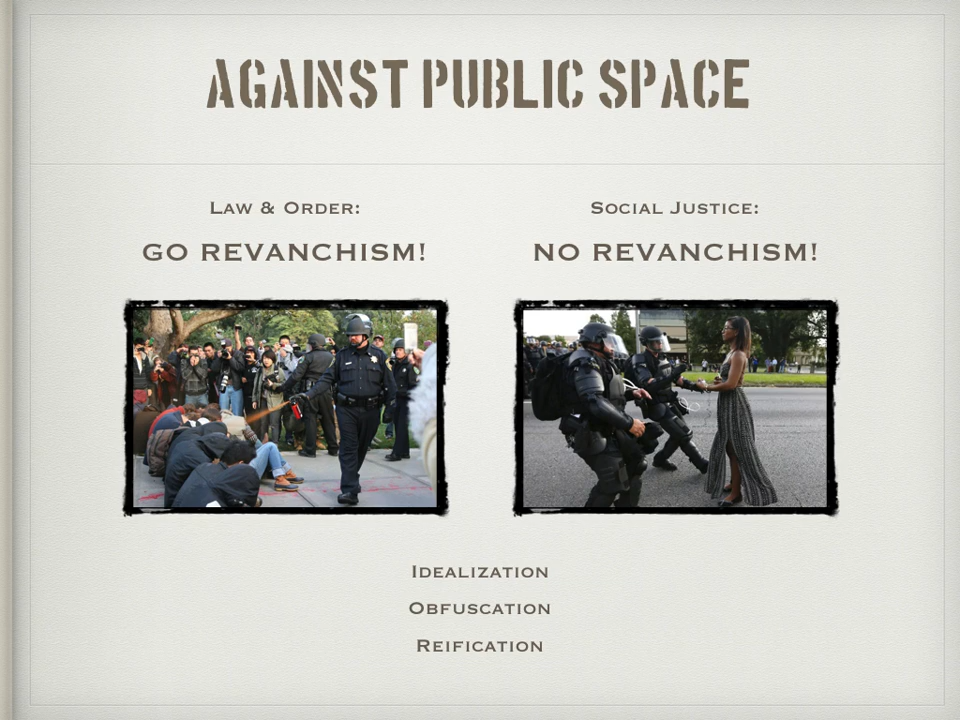 AGAINST PUBLIC SPACE
LAW & ORDER:
GO REVANCHISM!
SOCIAL JUSTICE:
NO REVANCHISM!
IDEALIZATION
OBFUSCATION
REIFICATION